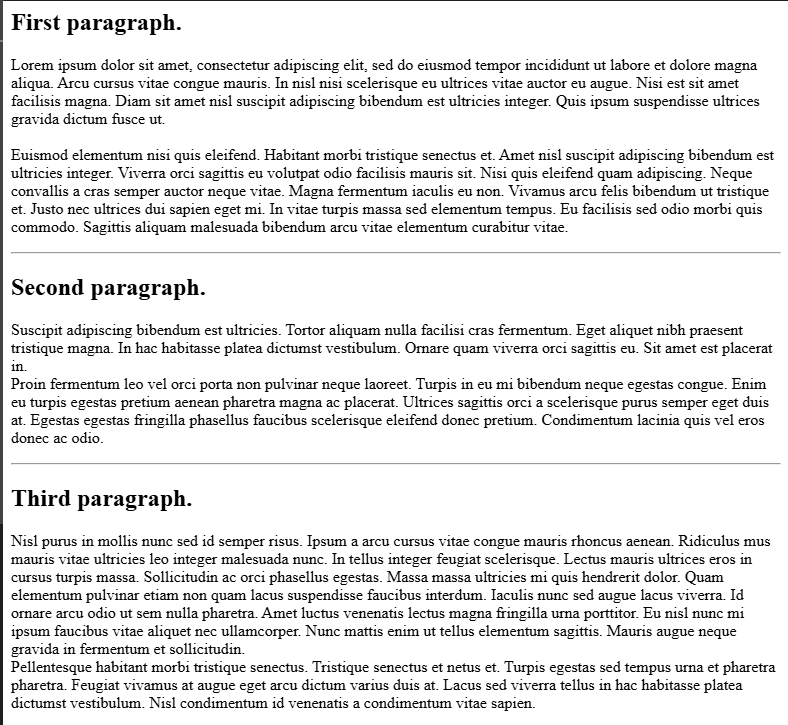 First paragraph.
Lorem ipsum dolor sit amet, consectetur adipiscing elit, sed do eiusmod tempor incididunt ut labore et dolore magna
aliqua. Arcu cursus vitae congue mauris. In nisl nisi scelerisque eu ultrices vitae auctor eu augue. Nisi est sit amet
facilisis magna. Diam sit amet nisl suscipit adipiscing bibendum est ultricies integer. Quis ipsum suspendisse ultrices
gravida dictum fusce ut.
Euismod elementum nisi quis eleifend. Habitant morbi tristique senectus et. Amet nisl suscipit adipiscing bibendum est
ultricies integer. Viverra orci sagittis eu volutpat odio facilisis mauris sit. Nisi quis eleifend quam adipiscing. Neque
convallis a cras semper auctor neque vitae. Magna fermentum iaculis eu non. Vivamus arcu felis bibendum ut tristique
et. Justo nec ultrices dui sapien eget mi. In vitae turpis massa sed elementum tempus. Eu facilisis sed odio morbi quis
commodo. Sagittis aliquam malesuada bibendum arcu vitae elementum curabitur vitae.
Second paragraph.
Suscipit adipiscing bibendum est ultricies. Tortor aliquam nulla facilisi cras fermentum. Eget aliquet nibh praesent
tristique magna. In hac habitasse platea dictumst vestibulum. Ornare quam viverra orci sagittis eu. Sit amet est placerat
in.
Proin fermentum leo vel orci porta non pulvinar neque laoreet. Turpis in eu mi bibendum neque egestas congue. Enim
eu turpis egestas pretium aenean pharetra magna ac placerat. Ultrices sagittis orci a scelerisque purus semper eget duis
at. Egestas egestas fringilla phasellus faucibus scelerisque eleifend donec pretium. Condimentum lacinia quis vel eros
donec ac odio.
Third paragraph.
Nisl purus in mollis nunc sed id semper risus. Ipsum a arcu cursus vitae congue mauris rhoncus aenean. Ridiculus mus
mauris vitae ultricies leo integer malesuada nunc. In tellus integer feugiat scelerisque. Lectus mauris ultrices eros in
cursus turpis massa. Sollicitudin ac orci phasellus egestas. Massa massa ultricies mi quis hendrerit dolor. Quam
elementum pulvinar etiam non quam lacus suspendisse faucibus interdum. Iaculis nunc sed augue lacus viverra. Id
ornare arcu odio ut sem nulla pharetra. Amet luctus venenatis lectus magna fringilla urna porttitor. Eu nisl nunc mi
ipsum faucibus vitae aliquet nec ullamcorper. Nunc mattis enim ut tellus elementum sagittis. Mauris augue neque
gravida in fermentum et sollicitudin.
Pellentesque habitant morbi tristique senectus. Tristique senectus et netus et. Turpis egestas sed tempus urna et pharetra
pharetra. Feugiat vivamus at augue eget arcu dictum varius duis at. Lacus sed viverra tellus in hac habitasse platea
dictumst vestibulum. Nisl condimentum id venenatis a condimentum vitae sapien.